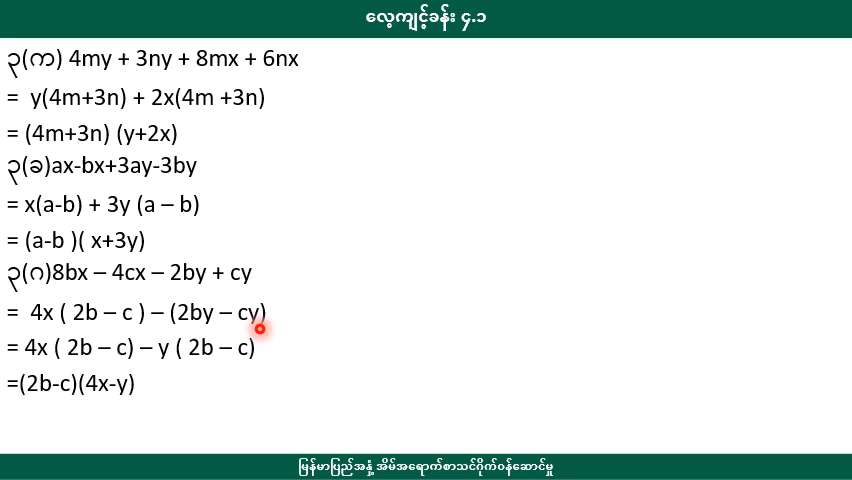 လေ့ကျင့်ခန်း ၄.၁
၃(က) 4my + 3ny + 8mx + 6nx
= y(4m+3n) + 2x(4m +3n)
= (4m+3n) (y+2x)
၃(ခ)ax-bx+3ay-3by
= x(a-b) + 3y (a – b)
= (a-b )( x+3y)
၃(ဂ)8bx – 4cx – 2by + cy
= 4x ( 2b – c ) – (2by – cy)
= 4x ( 2b – c) – y ( 2b – c)
=(2b-c)(4x-y)
မြန်မာပြည်အနှံ့ အိမ်အရောက်စာသင်ဂိုက်ဝန်ဆောင်မှု